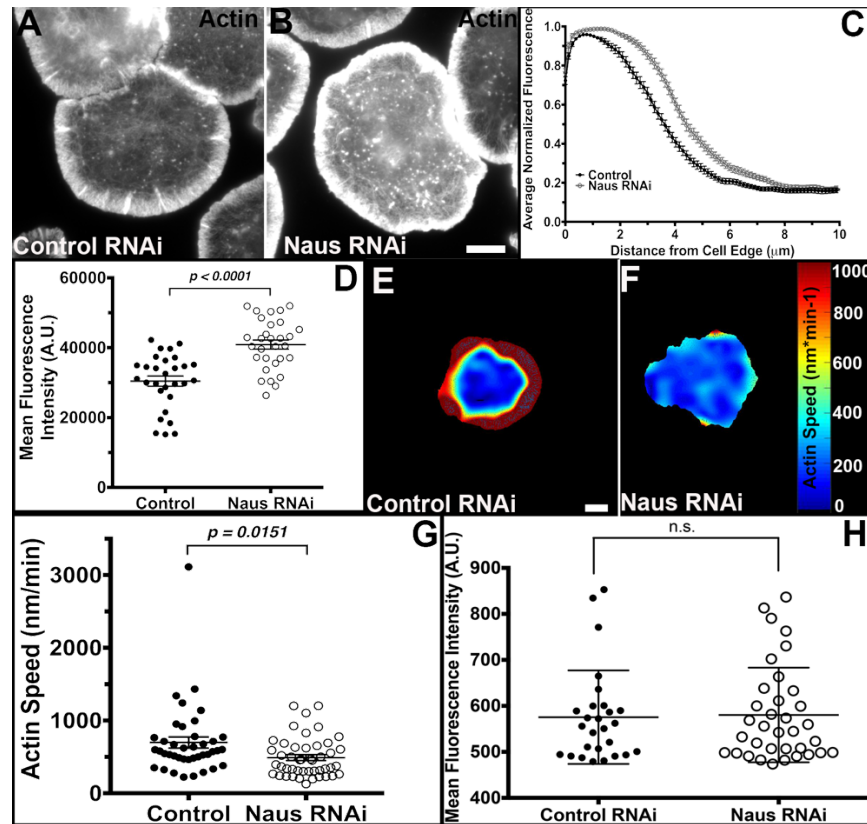 A
Actin
Control RNAi
B
Actin
Naus RNAi
C
Average Normalized Fluorescence
1.0
0.8
0.6
0.4
0.2
0.0
0
2
4
6
8
10
Control
Naus RNAi
Distance from Cell Edge (μm)
D
p < 0.0001
Mean Fluorescence
Intensity (A.U.)
60000
40000
20000
0
Control
Naus RNAi
E
Control RNAi
F
Naus RNAi
Actin Speed (nm*min-1)
1000
800
600
400
200
0
G
p = 0.0151
Actin Speed (nm/min)
3000
2000
1000
0
Control
Naus RNAi
H
n.s.
Mean Fluorescence Intensity (A.U.)
900
800
700
600
500
400
Control RNAi
Naus RNAi